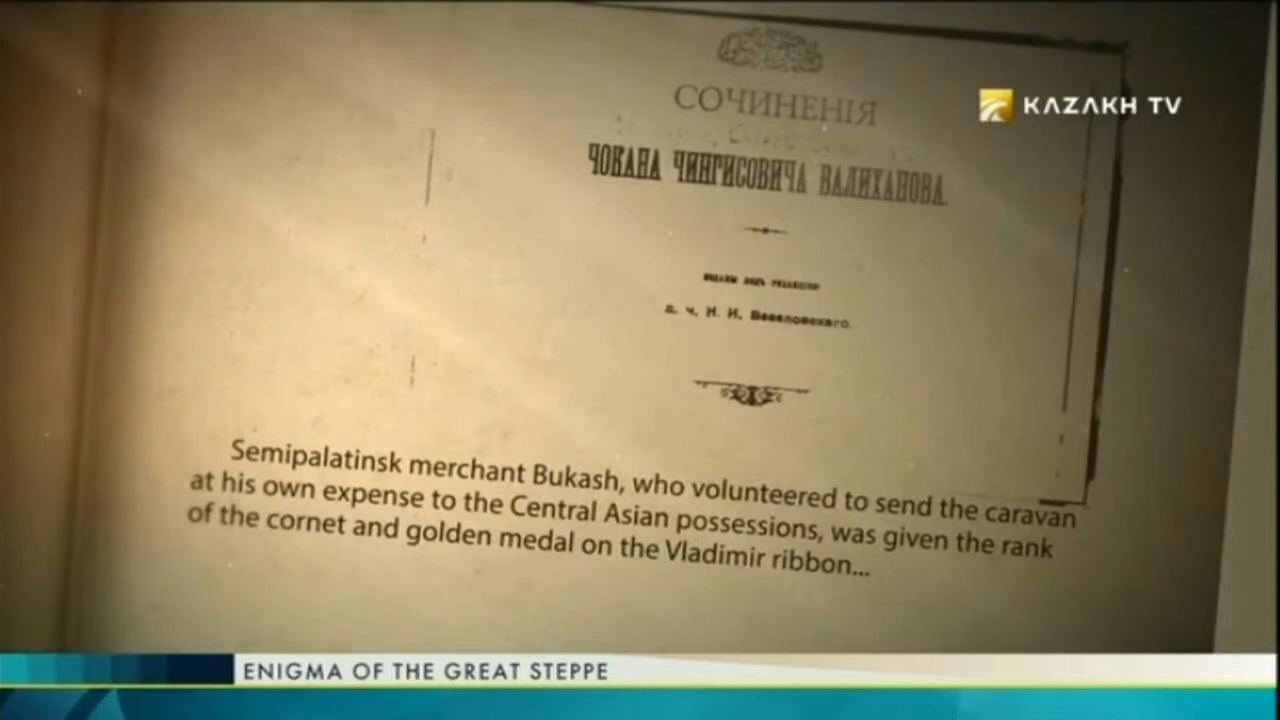 СОЧИНЕНІЯ
KAZAKH TV
ЧОКАНА ЧИНГИСОВИЧА ВАЛИХАНОВА.
д. ч. Н. И. Веселовскаго.
Semipalatinsk merchant Bukash, who volunteered to send the caravan
at his own expense to the Central Asian possessions, was given the rank
of the cornet and golden medal on the Vladimir ribbon...
ENIGMA OF THE GREAT STEPPE